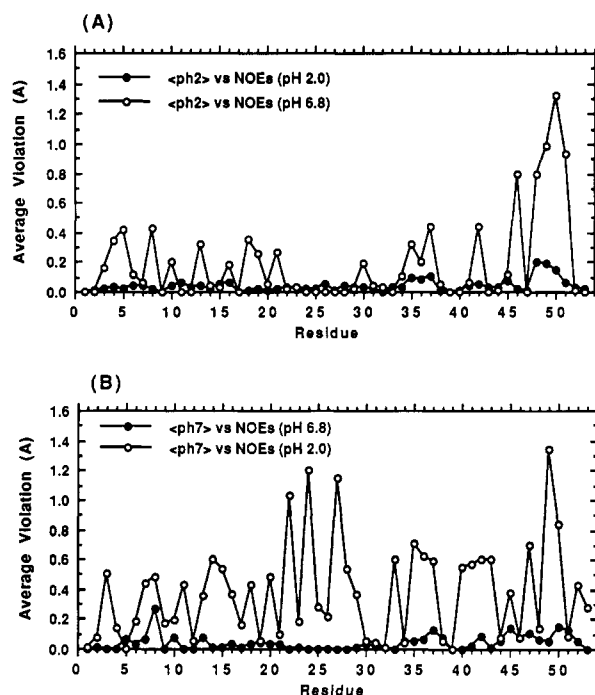 (A)
1.6
1.4
1.2
1.0
0.8
0.6
0.4
0.2
0.0
Average Violation (A)
<ph2> vs NOEs (pH 2.0)
<ph2> vs NOEs (pH 6.8)
0 5 10 15 20 25 30 35 40 45 50
Residue
(B)
1.6
1.4
1.2
1.0
0.8
0.6
0.4
0.2
0.0
Average Violation (A)
<ph7> vs NOEs (pH 6.8)
<ph7> vs NOEs (pH 2.0)
0 5 10 15 20 25 30 35 40 45 50
Residue